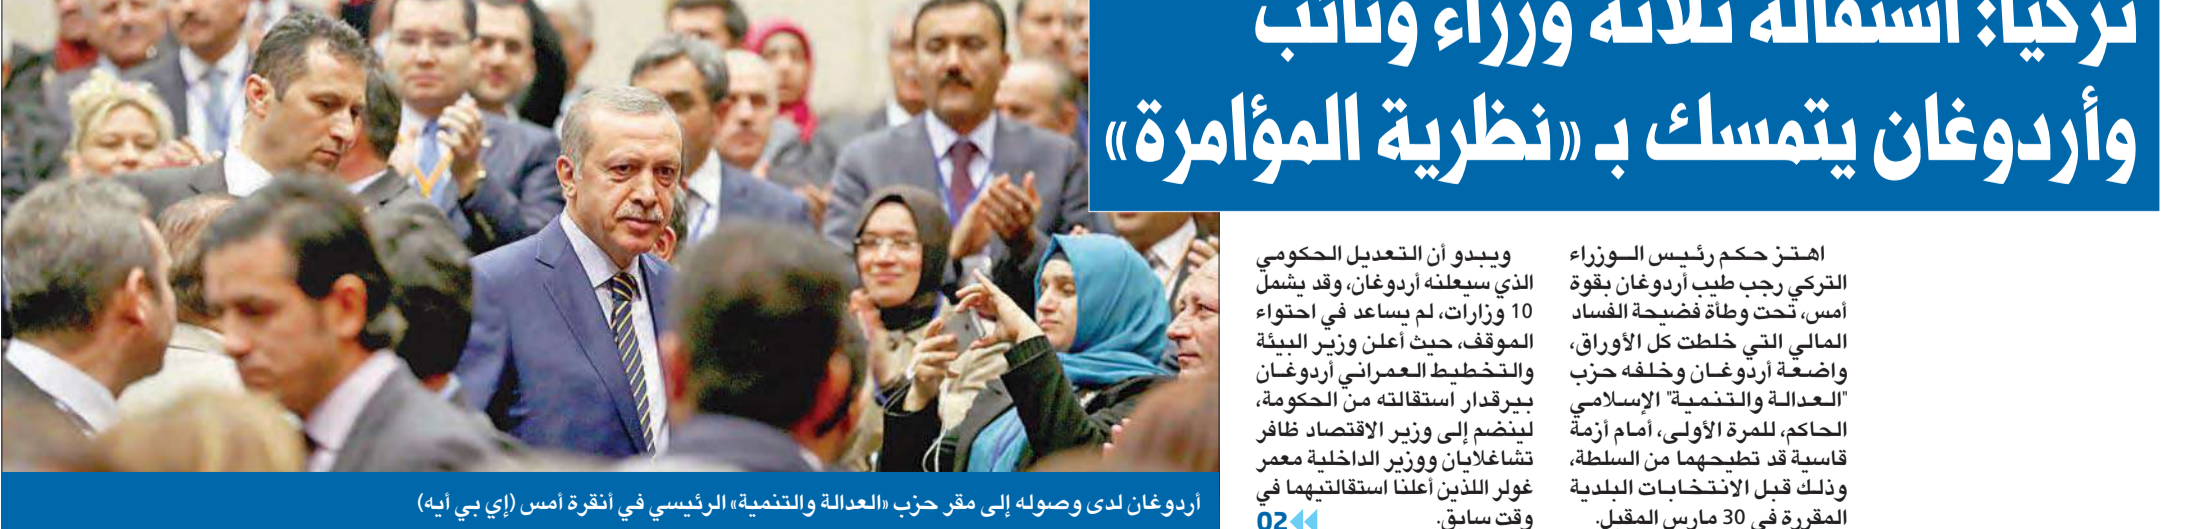 تركيا: استقالة ثلاثة وزراء ونائب
وأردوغان يتمسك بـ «نظرية المؤامرة»
اهتز حكم رئيس الوزراء
التركي رجب طيب أردوغان بقوة
أمس، تحت وطأة فضيحة الفساد
المالي التي خلطت كل الأوراق،
واضعة أردوغان وخلفه حزب
"العدالة والتنمية" الإسلامي
الحاكم، للمرة الأولى، أمام أزمة
قاسية قد تطيحهما من السلطة،
وذلك قبل الانتخابات البلدية
المقررة في 30 مارس المقبل.
ويبدو أن التعديل الحكومي
الذي سيعلنه أردوغان، وقد يشمل
10 وزارات، لم يساعد في احتواء
الموقف، حيث أعلن وزير البيئة
والتخطيط العمراني أردوغان
بيرقدار استقالته من الحكومة،
لينضم إلى وزير الاقتصاد ظافر
تشاغلايان ووزير الداخلية معمر
غولر اللذين أعلنا استقالتيهما في
وقت سابق.
02
أردوغان لدى وصوله إلى مقر حزب «العدالة والتنمية» الرئيسي في أنقرة أمس (إي بي أيه)